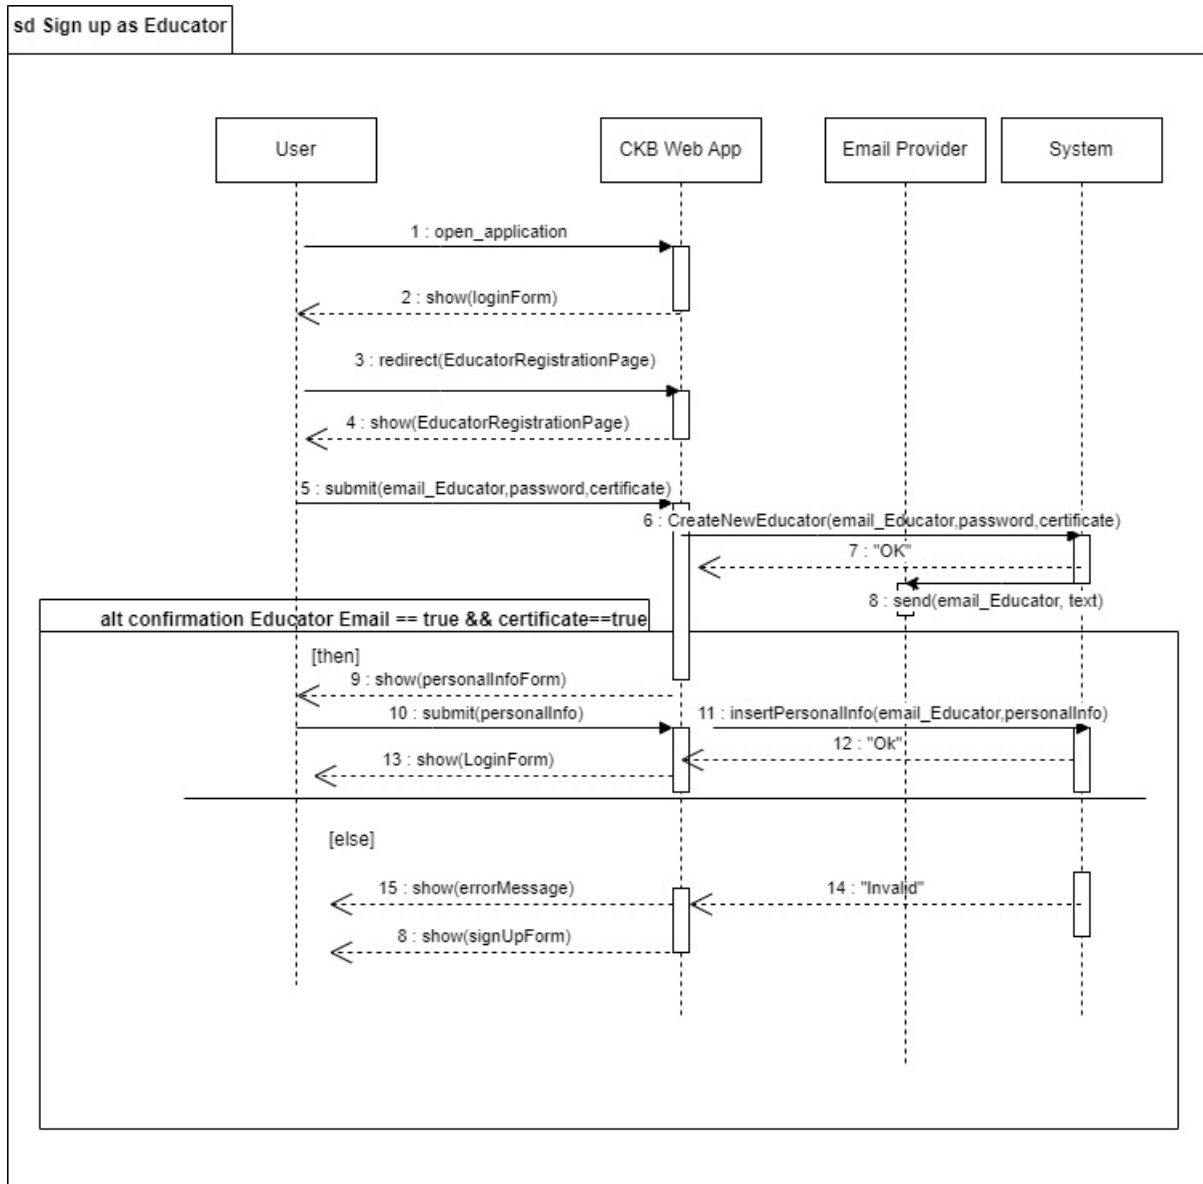 sd Sign up as Educator
User
CKB Web App
Email Provider
System
1 : open_application
2 : show(loginForm)
3 : redirect(EducatorRegistrationPage)
4 : show(EducatorRegistrationPage)
5 : submit(email_Educator,password,certificate)
6 : CreateNewEducator(email_Educator,password,certificate)
7 : "OK"
8 : send(email_Educator, text)
alt confirmation Educator Email == true && certificate==true
[then]
9 : show(personalInfoForm)
10 : submit(personalInfo)
11 : insertPersonalInfo(email_Educator,personalInfo)
12 : "Ok"
13 : show(LoginForm)
[else]
15 : show(errorMessage)
14 : "Invalid"
8 : show(signUpForm)